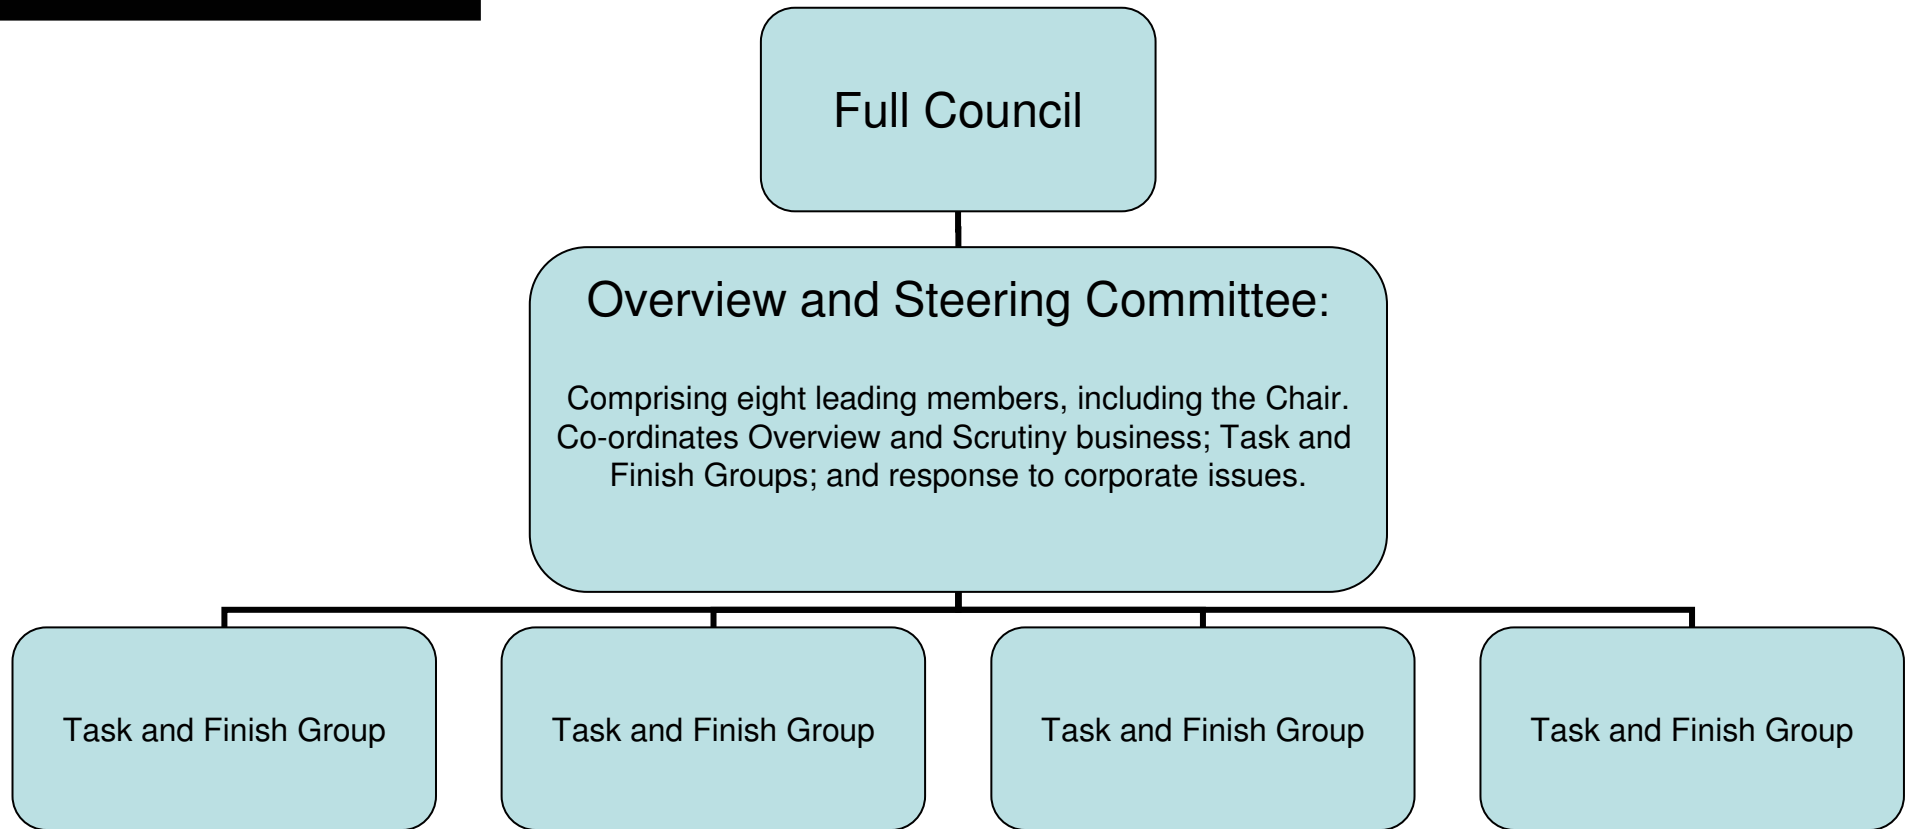 Full Council
Overview and Steering Committee:
Comprising eight leading members, including the Chair.
Co-ordinates Overview and Scrutiny business; Task and
Finish Groups; and response to corporate issues.
Task and Finish Group
Task and Finish Group
Task and Finish Group
Task and Finish Group